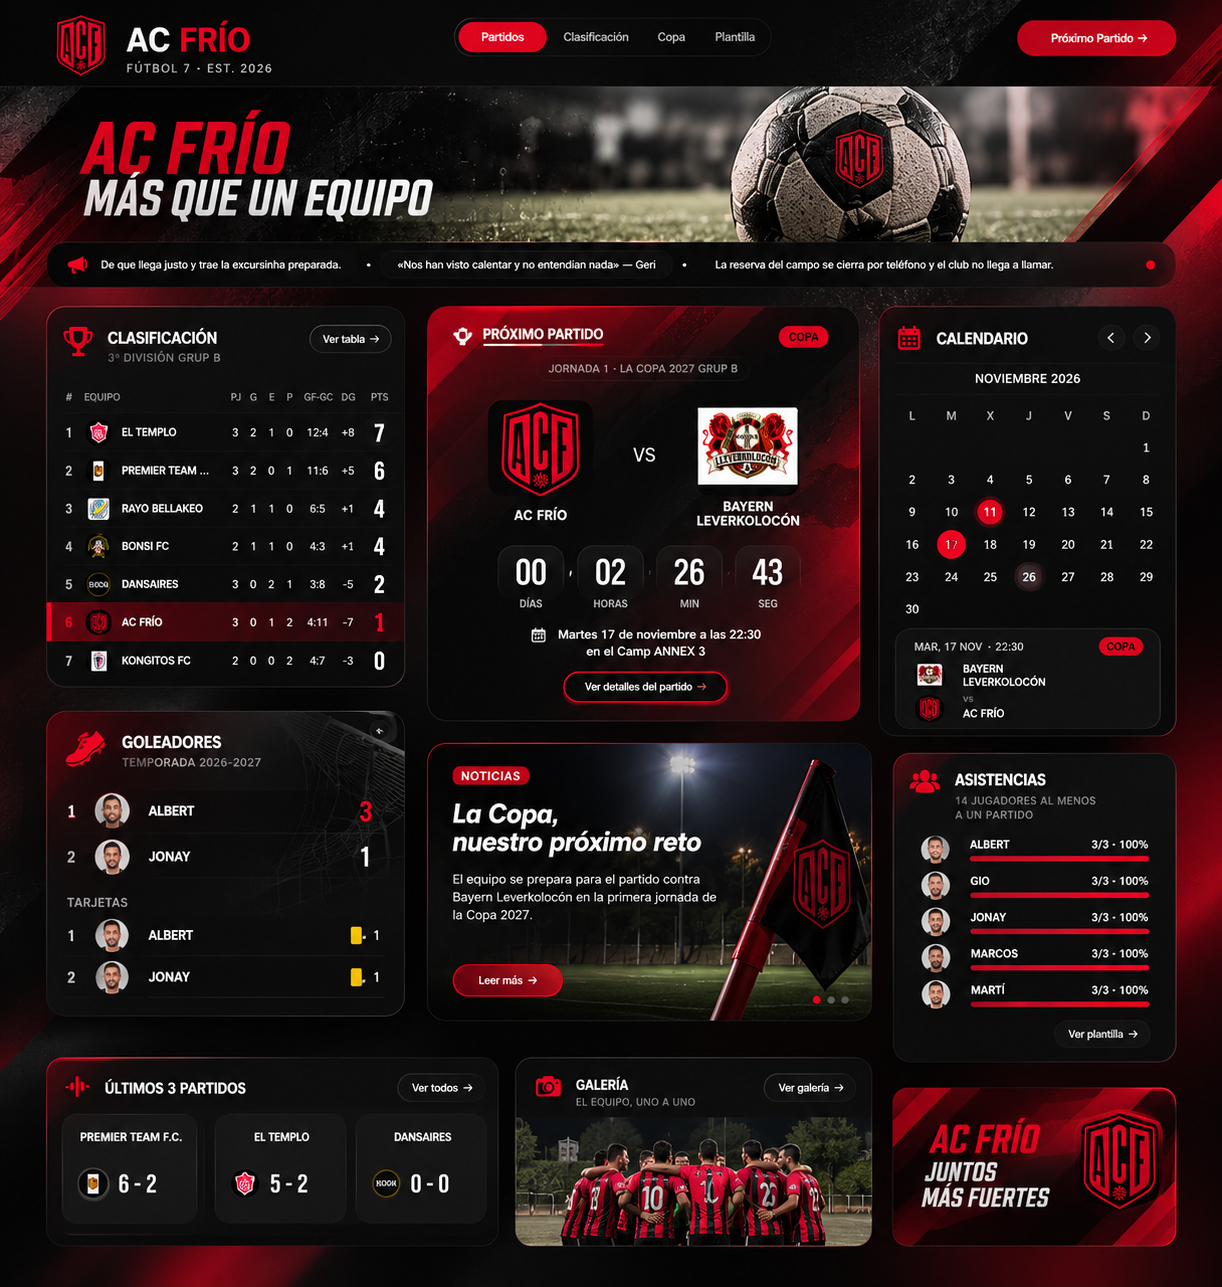 ACF
AC FRÍO
FÚTBOL 7 · EST. 2026
Partidos
Clasificación
Copa
Plantilla
Próximo Partido →
AC FRÍO
MÁS QUE UN EQUIPO
ACF
De que llega justo y trae la excursinha preparada. • «Nos han visto calentar y no entendían nada» — Geri • La reserva del campo se cierra por teléfono y el club no llega a llamar.
CLASIFICACIÓN
3º DIVISIÓN GRUP B
Ver tabla →
# EQUIPO PJ G E P GF-GC DG PTS
1 EL TEMPLO 3 2 1 0 12:4 +8 7
2 PREMIER TEAM ... 3 2 0 1 11:6 +5 6
3 RAYO BELLAKEO 2 1 1 0 6:5 +1 4
4 BONSI FC 2 1 1 0 4:3 +1 4
5 DANSAIRES 3 0 2 1 3:8 -5 2
6 AC FRÍO 3 0 1 2 4:11 -7 1
7 KONGITOS FC 2 0 0 2 4:7 -3 0
PRÓXIMO PARTIDO
COPA
JORNADA 1 · LA COPA 2027 GRUP B
ACF
VS
AC FRÍO
BAYERN
LEVERKOLOCÓN
00 02 26 43
DÍAS HORAS MIN SEG
Martes 17 de noviembre a las 22:30
en el Camp ANNEX 3
Ver detalles del partido →
CALENDARIO
NOVIEMBRE 2026
L M X J V S D
1
2 3 4 5 6 7 8
9 10 11 12 13 14 15
16 17 18 19 20 21 22
23 24 25 26 27 28 29
30
MAR, 17 NOV · 22:30
COPA
BAYERN
LEVERKOLOCÓN
VS
AC FRÍO
GOLEADORES
TEMPORADA 2026-2027
1 ALBERT 3
2 JONAY 1
TARJETAS
1 ALBERT 1
2 JONAY 1
NOTICIAS
La Copa,
nuestro próximo reto
El equipo se prepara para el partido contra
Bayern Leverkolocón en la primera jornada de
la Copa 2027.
Leer más →
ACF
ASISTENCIAS
14 JUGADORES AL MENOS
A UN PARTIDO
ALBERT 3/3 · 100%
GIO 3/3 · 100%
JONAY 3/3 · 100%
MARCOS 3/3 · 100%
MARTÍ 3/3 · 100%
Ver plantilla →
ÚLTIMOS 3 PARTIDOS
Ver todos →
PREMIER TEAM F.C.
6 - 2
EL TEMPLO
5 - 2
DANSAIRES
0 - 0
GALERÍA
EL EQUIPO, UNO A UNO
Ver galería →
10
AC FRÍO
JUNTOS
MÁS FUERTES
ACF